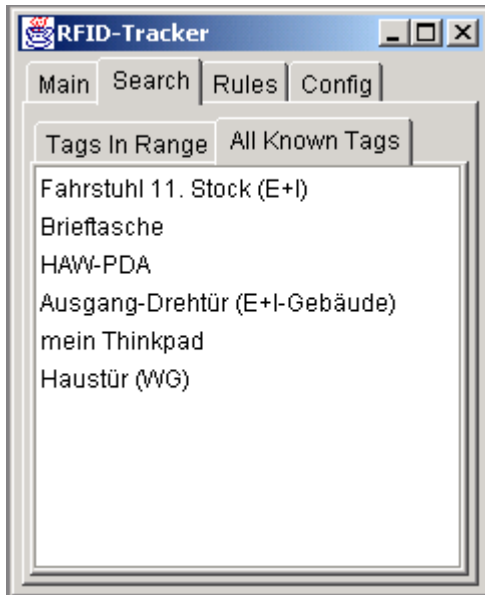 RFID-Tracker
Main Search Rules Config
Tags In Range All Known Tags
Fahrstuhl 11. Stock (E+I)
Brieftasche
HAW-PDA
Ausgang-Drehtür (E+I-Gebäude)
mein Thinkpad
Haustür (WG)